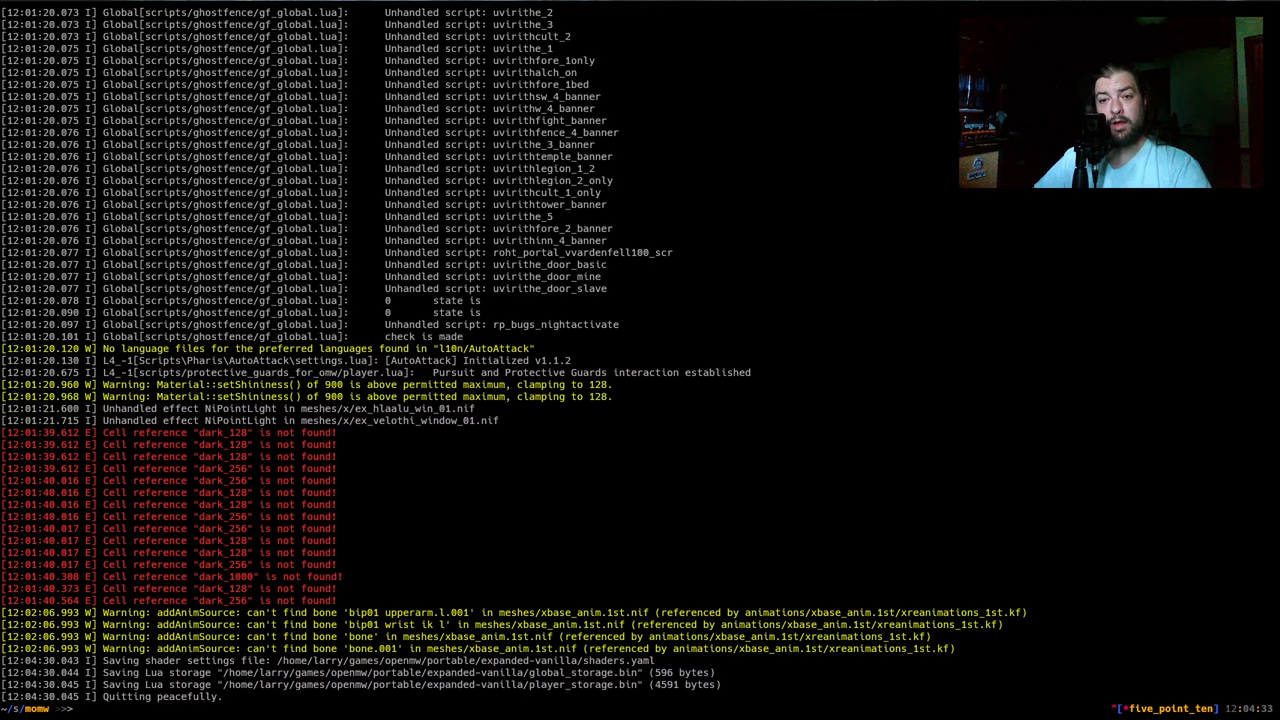 [12:01:20.073 I] Global[scripts/ghostfence/gf_global.lua]:      Unhandled script: uvirithe_2
[12:01:20.073 I] Global[scripts/ghostfence/gf_global.lua]:      Unhandled script: uvirithe_3
[12:01:20.073 I] Global[scripts/ghostfence/gf_global.lua]:      Unhandled script: uvirithcult_2
[12:01:20.075 I] Global[scripts/ghostfence/gf_global.lua]:      Unhandled script: uvirithe_1
[12:01:20.075 I] Global[scripts/ghostfence/gf_global.lua]:      Unhandled script: uvirithfore_1only
[12:01:20.075 I] Global[scripts/ghostfence/gf_global.lua]:      Unhandled script: uvirithalch_on
[12:01:20.075 I] Global[scripts/ghostfence/gf_global.lua]:      Unhandled script: uvirithfore_1bed
[12:01:20.075 I] Global[scripts/ghostfence/gf_global.lua]:      Unhandled script: uvirithsw_4_banner
[12:01:20.075 I] Global[scripts/ghostfence/gf_global.lua]:      Unhandled script: uvirithw_4_banner
[12:01:20.075 I] Global[scripts/ghostfence/gf_global.lua]:      Unhandled script: uvirithfight_banner
[12:01:20.076 I] Global[scripts/ghostfence/gf_global.lua]:      Unhandled script: uvirithfence_4_banner
[12:01:20.076 I] Global[scripts/ghostfence/gf_global.lua]:      Unhandled script: uvirithe_3_banner
[12:01:20.076 I] Global[scripts/ghostfence/gf_global.lua]:      Unhandled script: uvirithtemple_banner
[12:01:20.076 I] Global[scripts/ghostfence/gf_global.lua]:      Unhandled script: uvirithlegion_1_2
[12:01:20.076 I] Global[scripts/ghostfence/gf_global.lua]:      Unhandled script: uvirithlegion_2_only
[12:01:20.076 I] Global[scripts/ghostfence/gf_global.lua]:      Unhandled script: uvirithcult_1_only
[12:01:20.076 I] Global[scripts/ghostfence/gf_global.lua]:      Unhandled script: uvirithtower_banner
[12:01:20.076 I] Global[scripts/ghostfence/gf_global.lua]:      Unhandled script: uvirithe_5
[12:01:20.076 I] Global[scripts/ghostfence/gf_global.lua]:      Unhandled script: uvirithfore_2_banner
[12:01:20.076 I] Global[scripts/ghostfence/gf_global.lua]:      Unhandled script: uvirithinn_4_banner
[12:01:20.077 I] Global[scripts/ghostfence/gf_global.lua]:      Unhandled script: roht_portal_vvardenfell100_scr
[12:01:20.077 I] Global[scripts/ghostfence/gf_global.lua]:      Unhandled script: uvirithe_door_basic
[12:01:20.077 I] Global[scripts/ghostfence/gf_global.lua]:      Unhandled script: uvirithe_door_mine
[12:01:20.077 I] Global[scripts/ghostfence/gf_global.lua]:      Unhandled script: uvirithe_door_slave
[12:01:20.078 I] Global[scripts/ghostfence/gf_global.lua]:      0       state is
[12:01:20.090 I] Global[scripts/ghostfence/gf_global.lua]:      0       state is
[12:01:20.097 I] Global[scripts/ghostfence/gf_global.lua]:      Unhandled script: rp_bugs_nightactivate
[12:01:20.101 I] Global[scripts/ghostfence/gf_global.lua]:      check is made
[12:01:20.120 W] No language files for the preferred languages found in "l10n/AutoAttack"
[12:01:20.130 I] L4_-1[Scripts\Pharis\AutoAttack\settings.lua]: [AutoAttack] Initialized v1.1.2
[12:01:20.675 I] L4_-1[scripts/protective_guards_for_omw/player.lua]:   Pursuit and Protective Guards interaction established
[12:01:20.960 W] Warning: Material::setShininess() of 900 is above permitted maximum, clamping to 128.
[12:01:20.968 W] Warning: Material::setShininess() of 900 is above permitted maximum, clamping to 128.
[12:01:21.600 I] Unhandled effect NiPointLight in meshes/x/ex_hlaalu_win_01.nif
[12:01:21.715 I] Unhandled effect NiPointLight in meshes/x/ex_velothi_window_01.nif
[12:01:39.612 E] Cell reference "dark_128" is not found!
[12:01:39.612 E] Cell reference "dark_128" is not found!
[12:01:39.612 E] Cell reference "dark_128" is not found!
[12:01:39.612 E] Cell reference "dark_256" is not found!
[12:01:40.016 E] Cell reference "dark_256" is not found!
[12:01:40.016 E] Cell reference "dark_128" is not found!
[12:01:40.016 E] Cell reference "dark_128" is not found!
[12:01:40.016 E] Cell reference "dark_256" is not found!
[12:01:40.017 E] Cell reference "dark_256" is not found!
[12:01:40.017 E] Cell reference "dark_128" is not found!
[12:01:40.017 E] Cell reference "dark_128" is not found!
[12:01:40.017 E] Cell reference "dark_256" is not found!
[12:01:40.308 E] Cell reference "dark_1000" is not found!
[12:01:40.373 E] Cell reference "dark_128" is not found!
[12:01:40.564 E] Cell reference "dark_256" is not found!
[12:02:06.993 W] Warning: addAnimSource: can't find bone 'bip01 upperarm.l.001' in meshes/xbase_anim.1st.nif (referenced by animations/xbase_anim.1st/xreanimations_1st.kf)
[12:02:06.993 W] Warning: addAnimSource: can't find bone 'bip01 wrist ik l' in meshes/xbase_anim.1st.nif (referenced by animations/xbase_anim.1st/xreanimations_1st.kf)
[12:02:06.993 W] Warning: addAnimSource: can't find bone 'bone' in meshes/xbase_anim.1st.nif (referenced by animations/xbase_anim.1st/xreanimations_1st.kf)
[12:02:06.993 W] Warning: addAnimSource: can't find bone 'bone.001' in meshes/xbase_anim.1st.nif (referenced by animations/xbase_anim.1st/xreanimations_1st.kf)
[12:04:30.043 I] Saving shader settings file: /home/larry/games/openmw/portable/expanded-vanilla/shaders.yaml
[12:04:30.044 I] Saving Lua storage "/home/larry/games/openmw/portable/expanded-vanilla/global_storage.bin" (596 bytes)
[12:04:30.045 I] Saving Lua storage "/home/larry/games/openmw/portable/expanded-vanilla/player_storage.bin" (4591 bytes)
[12:04:30.045 I] Quitting peacefully.
~/s/momw >>> ^[*five_point_ten] 12:04:33